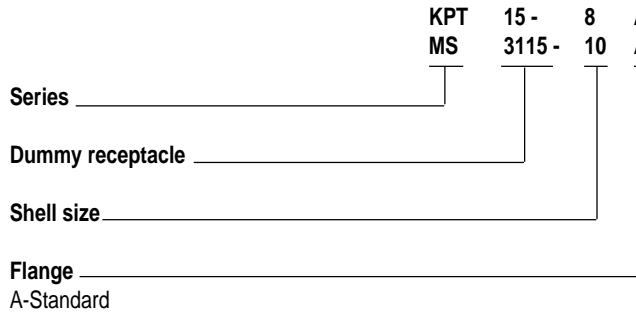 KPT 15 - 8
MS 3115 - 10
Series
Dummy receptacle
Shell size
Flange
A-Standard